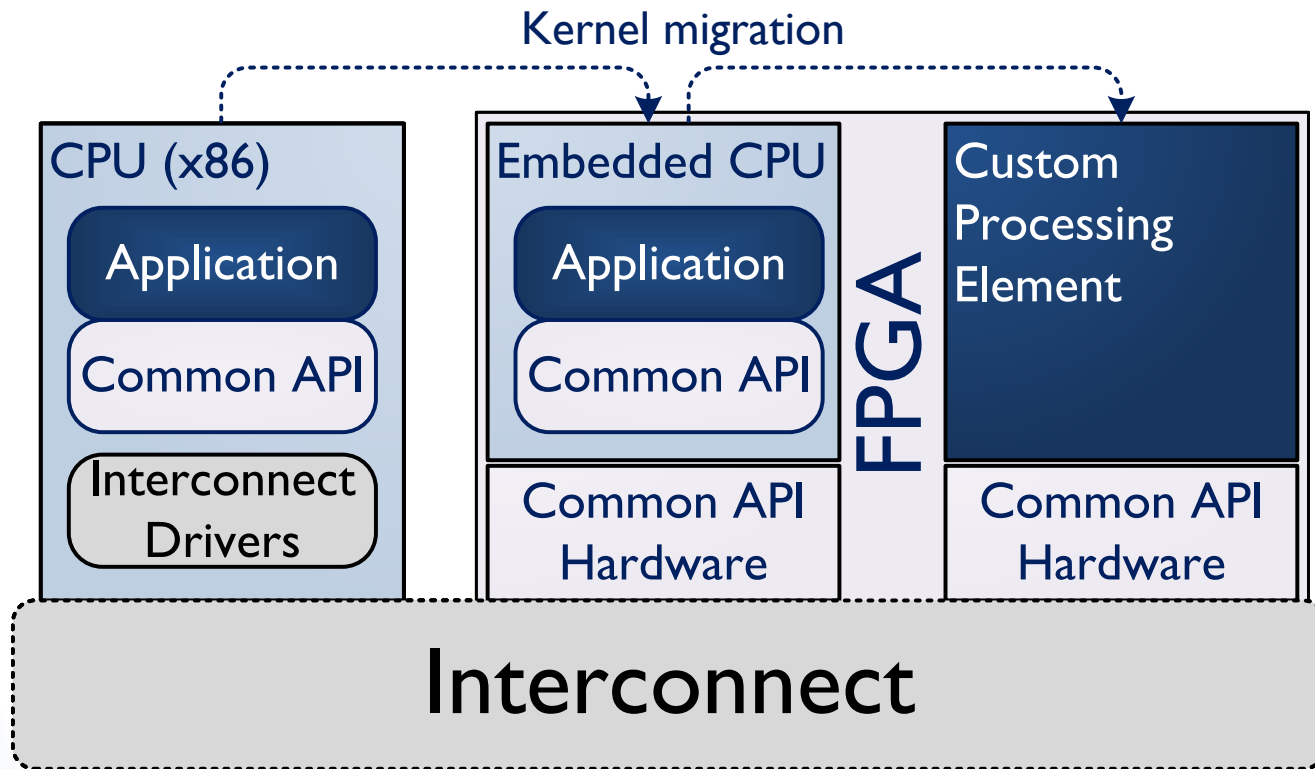 Kernel migration
CPU (x86)
Application
Common API
Interconnect
Drivers
Embedded CPU
Application
Common API
Common API
Hardware
FPGA
Custom
Processing
Element
Common API
Hardware
Interconnect